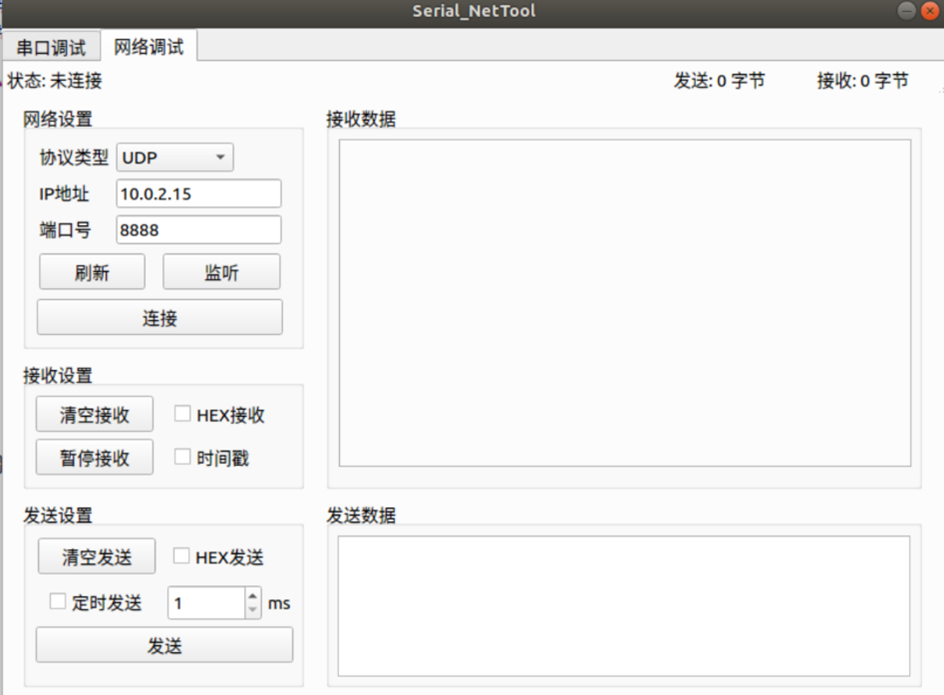 Serial_NetTool
串口调试 网络调试
状态: 未连接 发送: 0 字节 接收: 0 字节
网络设置
协议类型 UDP
IP地址 10.0.2.15
端口号 8888
刷新 监听
连接
接收设置
清空接收 HEX接收
暂停接收 时间戳
发送设置
清空发送 HEX发送
定时发送 1 ms
发送
接收数据
发送数据